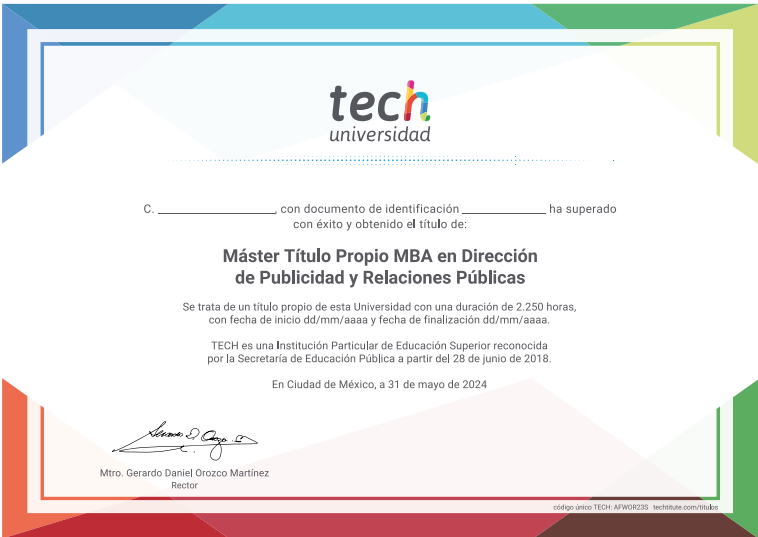 tech
universidad
C. ____________________, con documento de identificación ______________ ha superado
con éxito y obtenido el título de:
Máster Título Propio MBA en Dirección
de Publicidad y Relaciones Públicas
Se trata de un título propio de esta Universidad con una duración de 2.250 horas,
con fecha de inicio dd/mm/aaaa y fecha de finalización dd/mm/aaaa.
TECH es una Institución Particular de Educación Superior reconocida
por la Secretaría de Educación Pública a partir del 28 de junio de 2018.
En Ciudad de México, a 31 de mayo de 2024
Mtro. Gerardo Daniel Orozco Martínez
Rector
código único TECH: AFWOR23S techtitute.com/titulos